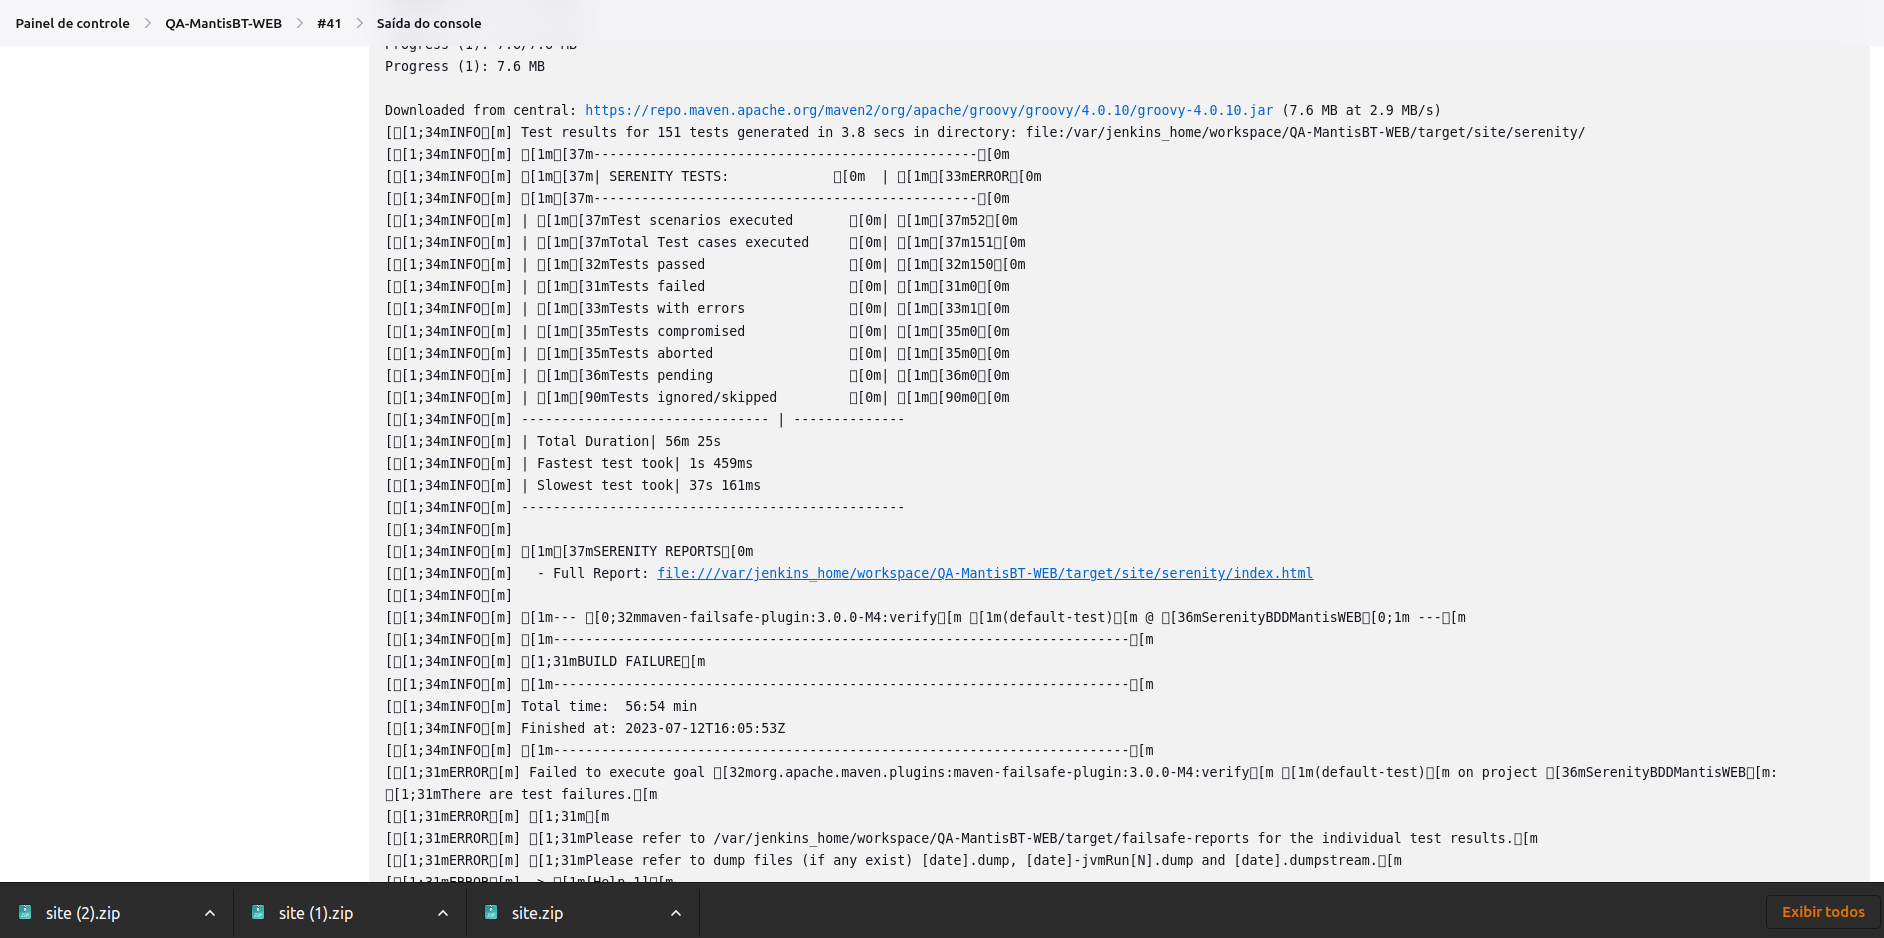 Painel de controle > QA-MantisBT-WEB > #41 > Saída do console
Progress (1): 7.6/7.6 MB
Progress (1): 7.6 MB
Downloaded from central: https://repo.maven.apache.org/maven2/org/apache/groovy/groovy/4.0.10/groovy-4.0.10.jar (7.6 MB at 2.9 MB/s)
[▯[1;34mINFO▯[m] Test results for 151 tests generated in 3.8 secs in directory: file:/var/jenkins_home/workspace/QA-MantisBT-WEB/target/site/serenity/
[▯[1;34mINFO▯[m] ▯[1m▯[37m------------------------------------------------▯[0m
[▯[1;34mINFO▯[m] ▯[1m▯[37m| SERENITY TESTS:             ▯[0m  | ▯[1m▯[33mERROR▯[0m
[▯[1;34mINFO▯[m] ▯[1m▯[37m------------------------------------------------▯[0m
[▯[1;34mINFO▯[m] | ▯[1m▯[37mTest scenarios executed       ▯[0m| ▯[1m▯[37m52▯[0m
[▯[1;34mINFO▯[m] | ▯[1m▯[37mTotal Test cases executed     ▯[0m| ▯[1m▯[37m151▯[0m
[▯[1;34mINFO▯[m] | ▯[1m▯[32mTests passed                  ▯[0m| ▯[1m▯[32m150▯[0m
[▯[1;34mINFO▯[m] | ▯[1m▯[31mTests failed                  ▯[0m| ▯[1m▯[31m0▯[0m
[▯[1;34mINFO▯[m] | ▯[1m▯[33mTests with errors             ▯[0m| ▯[1m▯[33m1▯[0m
[▯[1;34mINFO▯[m] | ▯[1m▯[35mTests compromised             ▯[0m| ▯[1m▯[35m0▯[0m
[▯[1;34mINFO▯[m] | ▯[1m▯[35mTests aborted                 ▯[0m| ▯[1m▯[35m0▯[0m
[▯[1;34mINFO▯[m] | ▯[1m▯[36mTests pending                 ▯[0m| ▯[1m▯[36m0▯[0m
[▯[1;34mINFO▯[m] | ▯[1m▯[90mTests ignored/skipped         ▯[0m| ▯[1m▯[90m0▯[0m
[▯[1;34mINFO▯[m] ------------------------------- | --------------
[▯[1;34mINFO▯[m] | Total Duration| 56m 25s
[▯[1;34mINFO▯[m] | Fastest test took| 1s 459ms
[▯[1;34mINFO▯[m] | Slowest test took| 37s 161ms
[▯[1;34mINFO▯[m] ------------------------------------------------
[▯[1;34mINFO▯[m]
[▯[1;34mINFO▯[m] ▯[1m▯[37mSERENITY REPORTS▯[0m
[▯[1;34mINFO▯[m]   - Full Report: file:///var/jenkins_home/workspace/QA-MantisBT-WEB/target/site/serenity/index.html
[▯[1;34mINFO▯[m]
[▯[1;34mINFO▯[m] ▯[1m--- ▯[0;32mmaven-failsafe-plugin:3.0.0-M4:verify▯[m ▯[1m(default-test)▯[m @ ▯[36mSerenityBDDMantisWEB▯[0;1m ---▯[m
[▯[1;34mINFO▯[m] ▯[1m------------------------------------------------------------------------▯[m
[▯[1;34mINFO▯[m] ▯[1;31mBUILD FAILURE▯[m
[▯[1;34mINFO▯[m] ▯[1m------------------------------------------------------------------------▯[m
[▯[1;34mINFO▯[m] Total time:  56:54 min
[▯[1;34mINFO▯[m] Finished at: 2023-07-12T16:05:53Z
[▯[1;34mINFO▯[m] ▯[1m------------------------------------------------------------------------▯[m
[▯[1;31mERROR▯[m] Failed to execute goal ▯[32morg.apache.maven.plugins:maven-failsafe-plugin:3.0.0-M4:verify▯[m ▯[1m(default-test)▯[m on project ▯[36mSerenityBDDMantisWEB▯[m:
▯[1;31mThere are test failures.▯[m
[▯[1;31mERROR▯[m] ▯[1;31m▯[m
[▯[1;31mERROR▯[m] ▯[1;31mPlease refer to /var/jenkins_home/workspace/QA-MantisBT-WEB/target/failsafe-reports for the individual test results.▯[m
[▯[1;31mERROR▯[m] ▯[1;31mPlease refer to dump files (if any exist) [date].dump, [date]-jvmRun[N].dump and [date].dumpstream.▯[m
[▯[1;31mERROR▯[m] -> ▯[1m[Help 1]▯[m
site (2).zip
site (1).zip
site.zip
Exibir todos